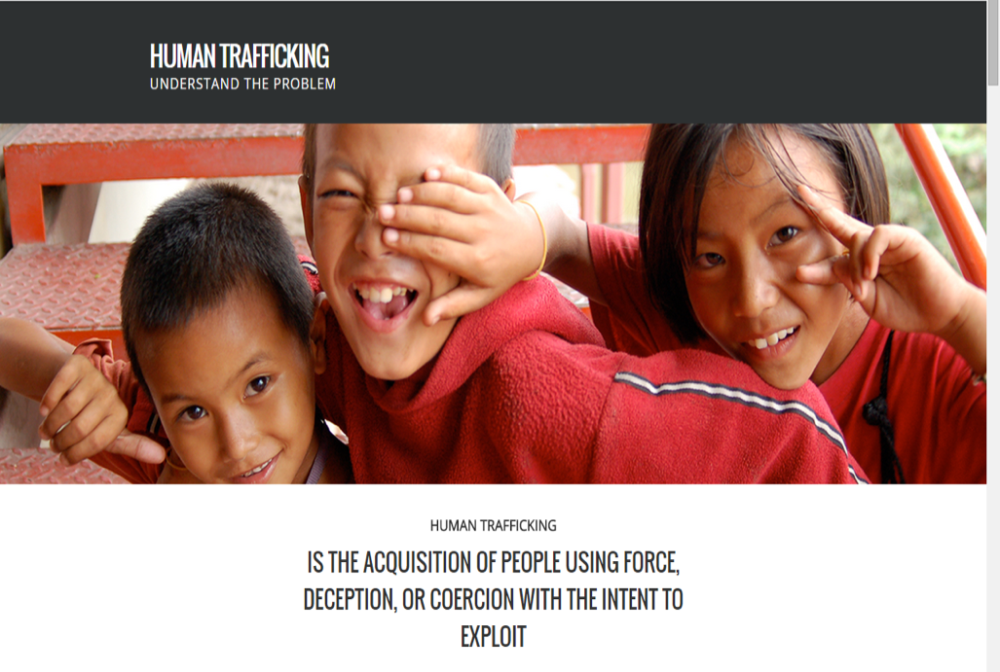 HUMAN TRAFFICKING
UNDERSTAND THE PROBLEM
HUMAN TRAFFICKING
IS THE ACQUISITION OF PEOPLE USING FORCE,
DECEPTION, OR COERCION WITH THE INTENT TO
EXPLOIT